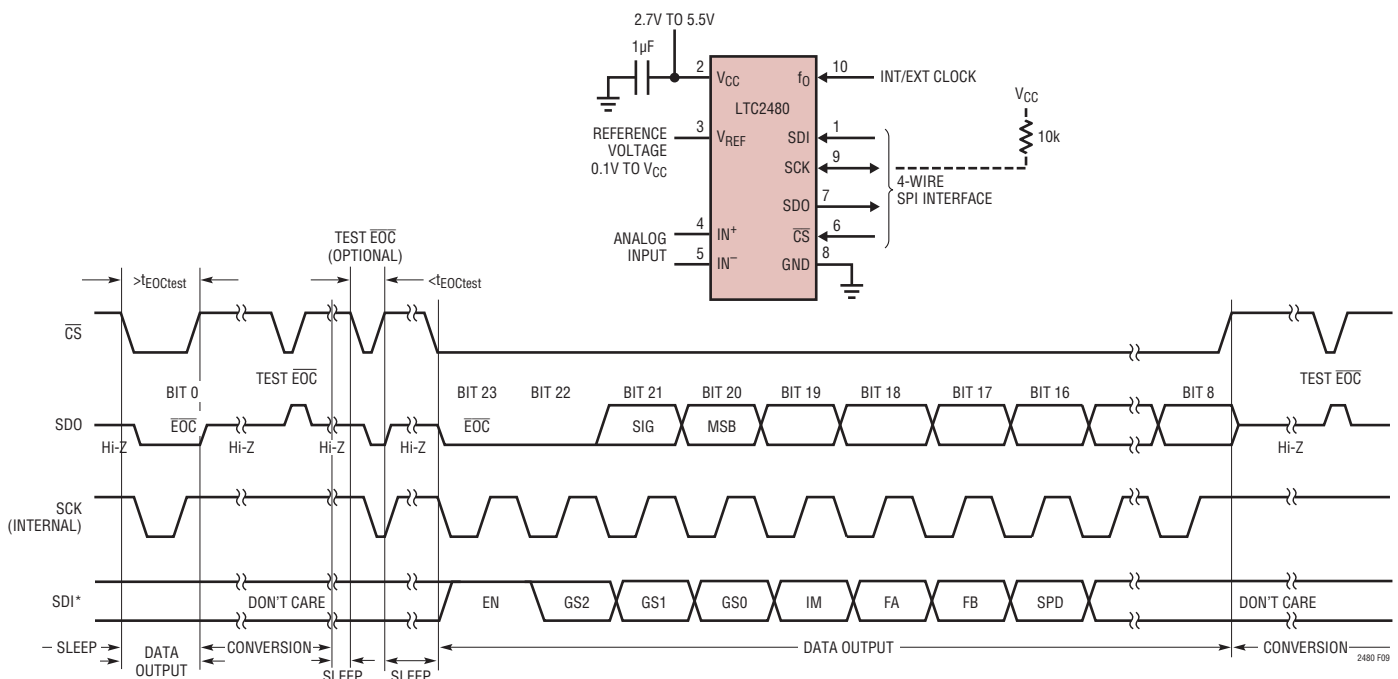 2.7V TO 5.5V
1µF
2
VCC
fO
10
INT/EXT CLOCK
LTC2480
VCC
10k
REFERENCE
VOLTAGE
0.1V TO VCC
3
VREF
SDI
1
SCK
9
SDO
7
4-WIRE
SPI INTERFACE
ANALOG
INPUT
4
IN+
5
IN−
CS
6
GND
8
TEST EOC
(OPTIONAL)
>tEOCtest
<tEOCtest
CS
TEST EOC
TEST EOC
BIT 0
BIT 23
BIT 22
BIT 21
BIT 20
BIT 19
BIT 18
BIT 17
BIT 16
BIT 8
SDO
EOC
EOC
SIG
MSB
Hi-Z
Hi-Z
Hi-Z
Hi-Z
Hi-Z
SCK
(INTERNAL)
SDI*
DON'T CARE
EN
GS2
GS1
GS0
IM
FA
FB
SPD
DON'T CARE
SLEEP
DATA
OUTPUT
CONVERSION
SLEEP
SLEEP
DATA OUTPUT
CONVERSION
2480 F09